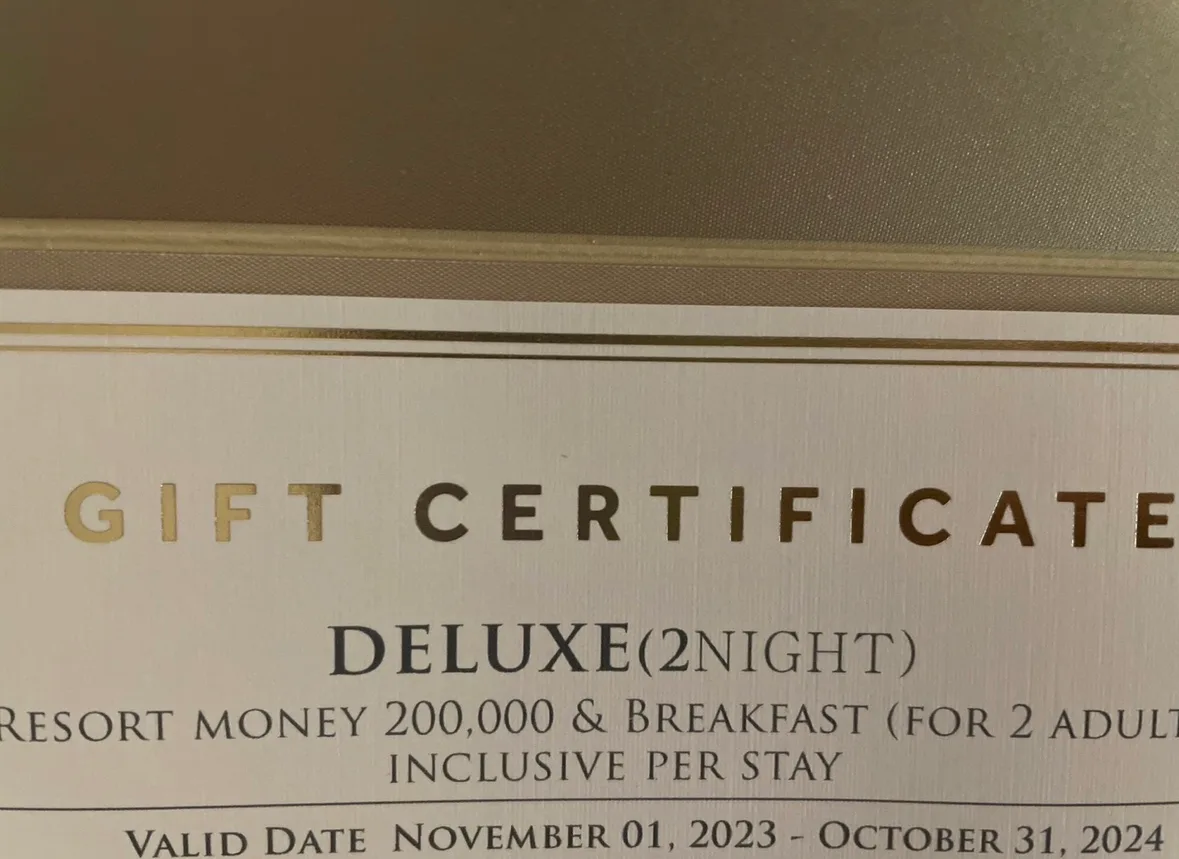 GIFT CERTIFICATE
DELUXE(2NIGHT)
RESORT MONEY 200,000 & BREAKFAST (FOR 2 ADULT
INCLUSIVE PER STAY
VALID DATE NOVEMBER 01, 2023 - OCTOBER 31, 2024